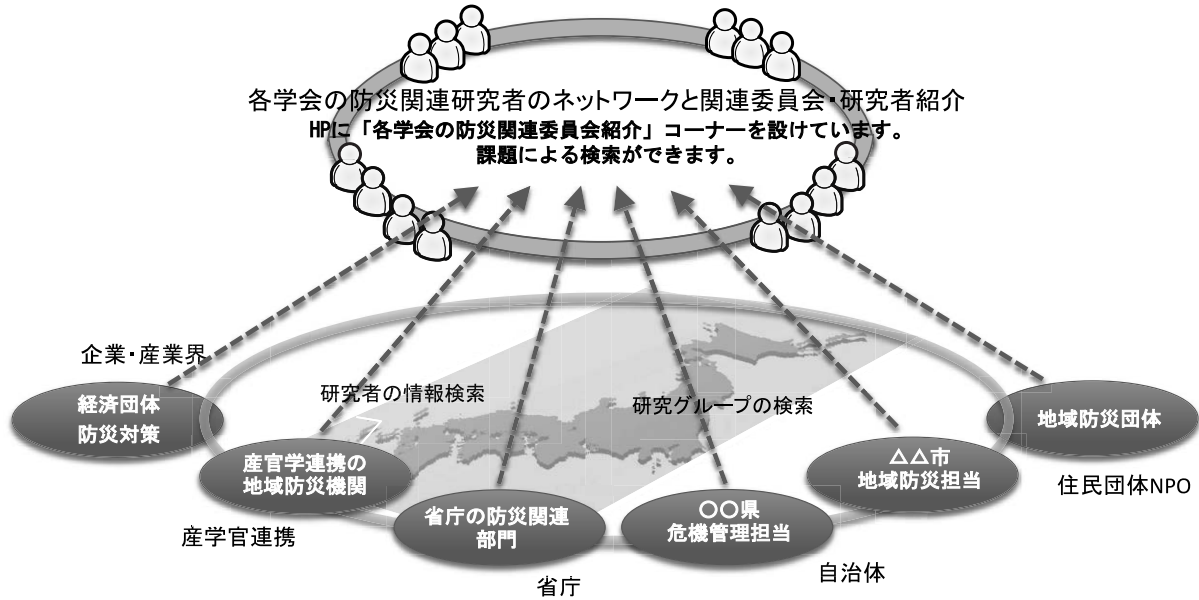 各学会の防災関連研究者のネットワークと関連委員会・研究者紹介
HPに「各学会の防災関連委員会紹介」コーナーを設けています。
課題による検索ができます。
企業・産業界
経済団体
防災対策
研究者の情報検索
研究グループの検索
地域防災団体
住民団体NPO
産官学連携の
地域防災機関
産学官連携
△△市
地域防災担当
省庁の防災関連
部門
省庁
〇〇県
危機管理担当
自治体